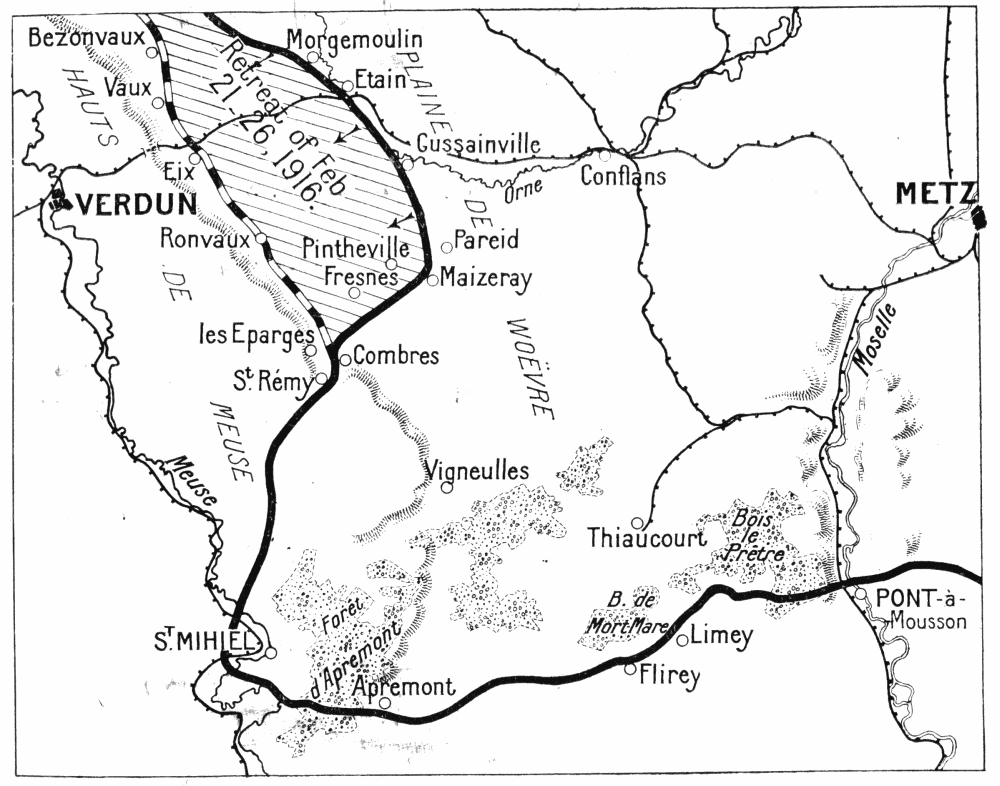 Bezonvaux
Morgemoulin
HAUTS
Vaux
Etain
PLAINE
Retreat of Feb
21–26, 1916.
Gussainville
Eix
Orne
Conflans
VERDUN
METZ
DE
Ronvaux
Pintheville
Pareid
Fresnes
Maizeray
DE
les Eparges
Combres
WOËVRE
Moselle
St. Rémy
MEUSE
Meuse
Vigneulles
Thiaucourt
Bois
le
Prêtre
Forêt
d'Apremont
B. de
Mort Mare
PONT-à-
Mousson
ST. MIHIEL
Limey
Flirey
Apremont